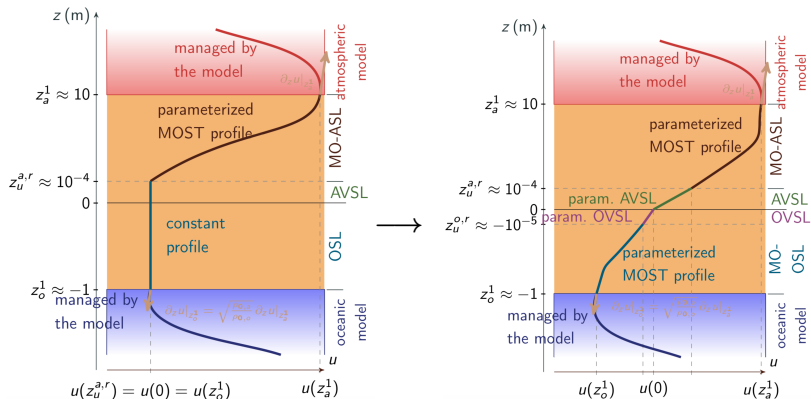 z (m)
managed by
the model
∂z u|z_a^1
atmospheric
model
z_a^1 ≈ 10
parameterized
MOST profile
MO-ASL
z_u^{a,r} ≈ 10^{-4}
AVSL
0
constant
profile
OSL
z_o^1 ≈ −1
managed by
the model
oceanic
model
u
u(z_u^{a,r}) = u(0) = u(z_o^1)
u(z_a^1)
z (m)
managed by
the model
∂z u|z_a^1
atmospheric
model
z_a^1 ≈ 10
parameterized
MOST profile
MO-ASL
z_u^{a,r} ≈ 10^{-4}
param. AVSL
AVSL
0
param. OVSL
OVSL
z_u^{o,r} ≈ −10^{-5}
parameterized
MOST profile
MO-
OSL
z_o^1 ≈ −1
managed by
the model
oceanic
model
u
u(z_o^1)
u(0)
u(z_a^1)